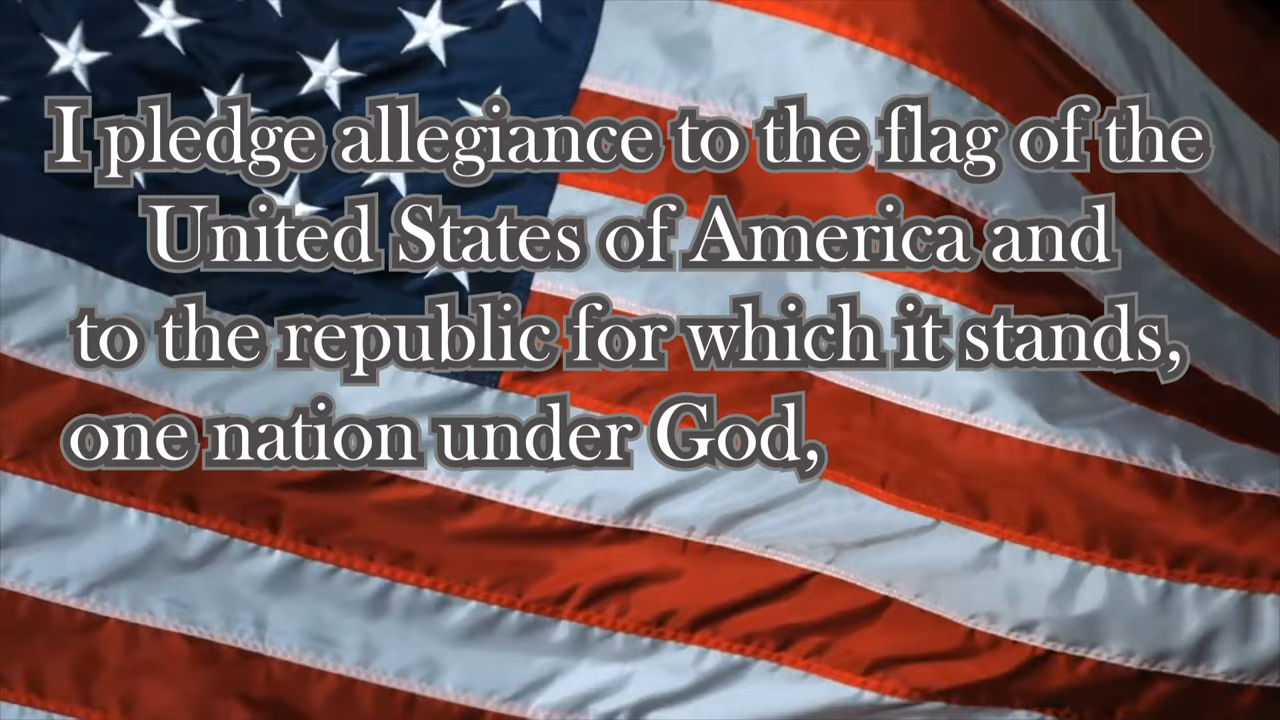 I pledge allegiance to the flag of the
United States of America and
to the republic for which it stands,
one nation under God,